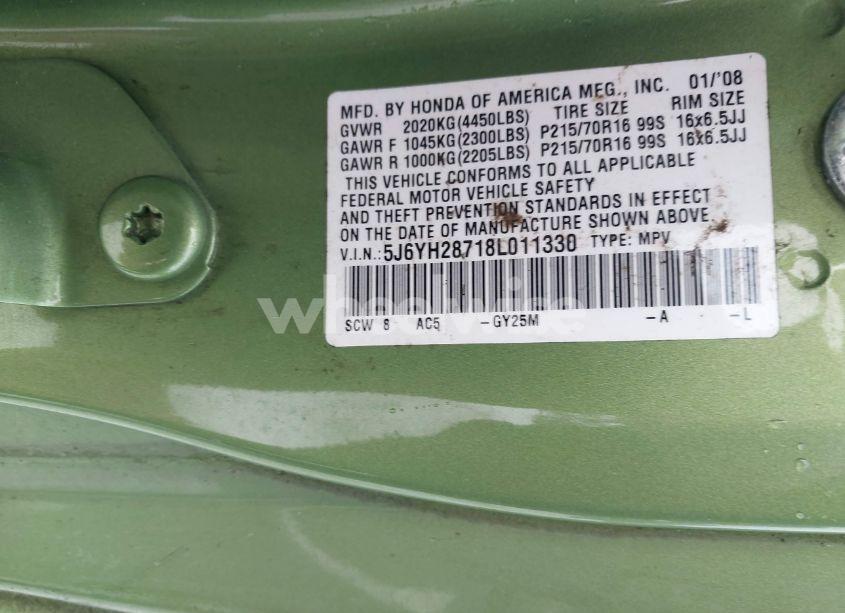 MFD. BY HONDA OF AMERICA MFG., INC. 01/'08
GVWR 2020KG(4450LBS) TIRE SIZE RIM SIZE
GAWR F 1045KG(2300LBS) P215/70R16 99S 16x6.5JJ
GAWR R 1000KG(2205LBS) P215/70R16 99S 16x6.5JJ
THIS VEHICLE CONFORMS TO ALL APPLICABLE
FEDERAL MOTOR VEHICLE SAFETY
AND THEFT PREVENTION STANDARDS IN EFFECT
ON THE DATE OF MANUFACTURE SHOWN ABOVE.
V.I.N.: 5J6YH28718L011330 TYPE: MPV
wheelwise
SCW 8 AC5 -GY25M -A -L